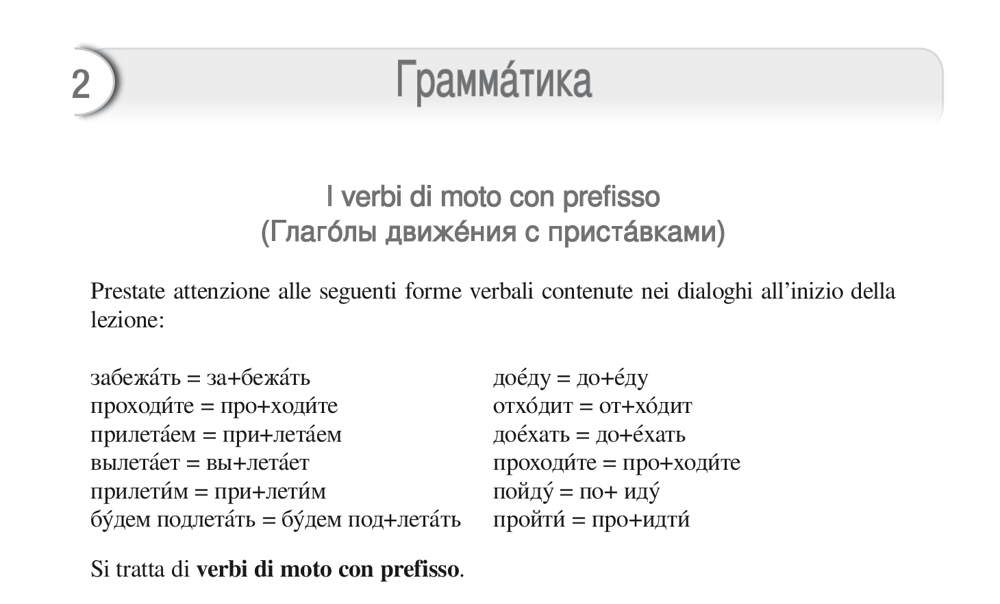 2
Грамма́тика
I verbi di moto con prefisso
(Глаго́лы движе́ния с приста́вками)
Prestate attenzione alle seguenti forme verbali contenute nei dialoghi all’inizio della
lezione:
забежа́ть = за+бежа́ть
проходи́те = про+ходи́те
прилета́ем = при+лета́ем
вылета́ет = вы+лета́ет
прилети́м = при+лети́м
бу́дем подлета́ть = бу́дем под+лета́ть
дое́ду = до+е́ду
отхо́дит = от+хо́дит
дое́хать = до+е́хать
проходи́те = про+ходи́те
пойду́ = по+ иду́
пройти́ = про+идти́
Si tratta di verbi di moto con prefisso.